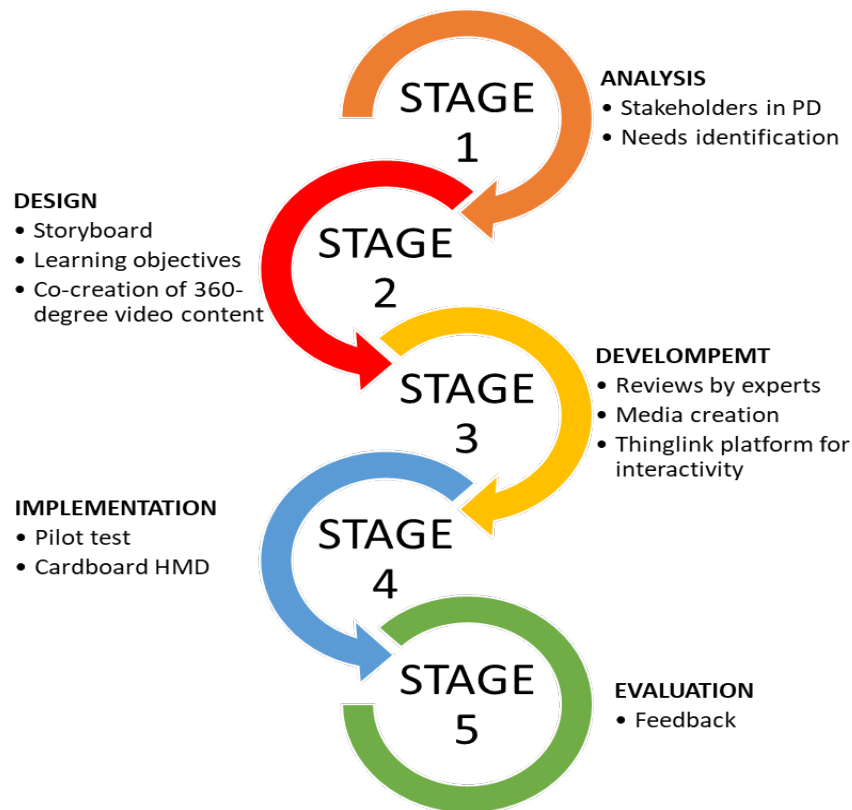 STAGE
1
ANALYSIS
• Stakeholders in PD
• Needs identification
DESIGN
• Storyboard
• Learning objectives
• Co-creation of 360-
degree video content
STAGE
2
STAGE
3
DEVELOMPEMT
• Reviews by experts
• Media creation
• Thinglink platform for
interactivity
IMPLEMENTATION
• Pilot test
• Cardboard HMD
STAGE
4
STAGE
5
EVALUATION
• Feedback